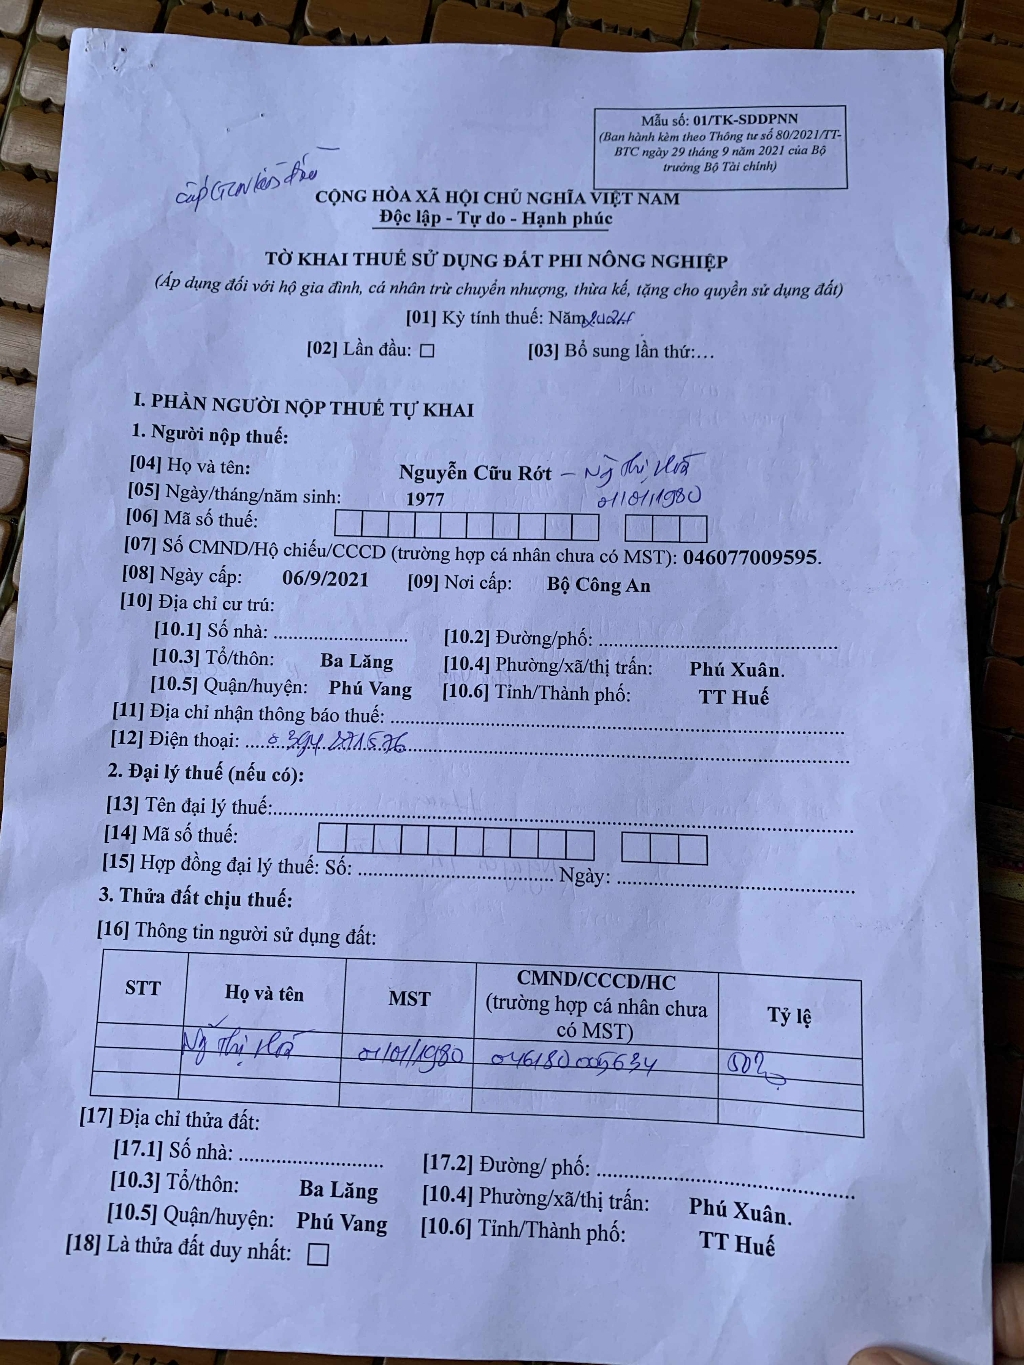 Mẫu số: 01/TK-SDDPNN
(Ban hành kèm theo Thông tư số 80/2021/TT-
BTC ngày 29 tháng 9 năm 2021 của Bộ
trưởng Bộ Tài chính)
cấp GCN lần đầu
CỘNG HÒA XÃ HỘI CHỦ NGHĨA VIỆT NAM
Độc lập - Tự do - Hạnh phúc
TỜ KHAI THUẾ SỬ DỤNG ĐẤT PHI NÔNG NGHIỆP
(Áp dụng đối với hộ gia đình, cá nhân trừ chuyển nhượng, thừa kế, tặng cho quyền sử dụng đất)
[01] Kỳ tính thuế: Năm 2024
[02] Lần đầu: ☐ [03] Bổ sung lần thứ:...
I. PHẦN NGƯỜI NỘP THUẾ TỰ KHAI
1. Người nộp thuế:
[04] Họ và tên: Nguyễn Cữu Rớt – Ng Thị Hoà
[05] Ngày/tháng/năm sinh: 1977 01/01/1980
[06] Mã số thuế:
[07] Số CMND/Hộ chiếu/CCCD (trường hợp cá nhân chưa có MST): 046077009595.
[08] Ngày cấp: 06/9/2021 [09] Nơi cấp: Bộ Công An
[10] Địa chỉ cư trú:
[10.1] Số nhà: .......................... [10.2] Đường/phố: ..........................................
[10.3] Tổ/thôn: Ba Lăng [10.4] Phường/xã/thị trấn: Phú Xuân.
[10.5] Quận/huyện: Phú Vang [10.6] Tỉnh/Thành phố: TT Huế
[11] Địa chỉ nhận thông báo thuế: ..........................................................................
[12] Điện thoại: ...0394 271576..........................................................................
2. Đại lý thuế (nếu có):
[13] Tên đại lý thuế:..........................................................................
[14] Mã số thuế:
[15] Hợp đồng đại lý thuế: Số: ..................................... Ngày: .............................................
3. Thửa đất chịu thuế:
[16] Thông tin người sử dụng đất:
STT Họ và tên MST CMND/CCCD/HC (trường hợp cá nhân chưa có MST) Tỷ lệ
Ng Thị Hoà 01/01/1980 046180005634 50%
[17] Địa chỉ thửa đất:
[17.1] Số nhà: ........................... [17.2] Đường/ phố: ..............................................
[10.3] Tổ/thôn: Ba Lăng [10.4] Phường/xã/thị trấn: Phú Xuân.
[10.5] Quận/huyện: Phú Vang [10.6] Tỉnh/Thành phố: TT Huế
[18] Là thửa đất duy nhất: ☐